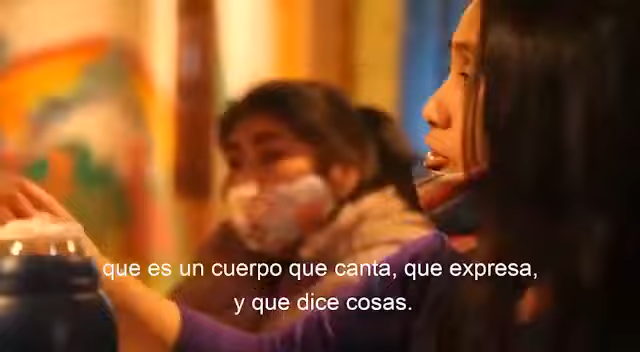 que es un cuerpo que canta, que expresa,
y que dice cosas.